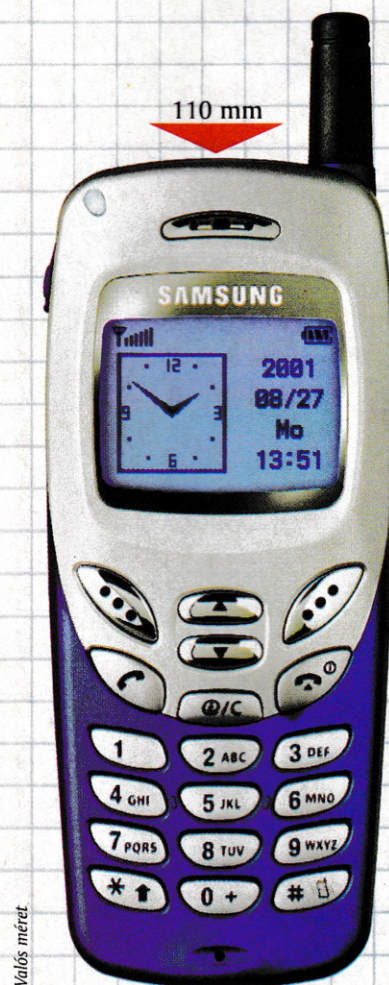 110 mm
SAMSUNG
12
9
3
6
2001
08/27
Mo
13:51
/C
1
2 ABC
3 DEF
4 GHI
5 JKL
6 MNO
7 PQRS
8 TUV
9 WXYZ
*
0 +
#
Valós méret